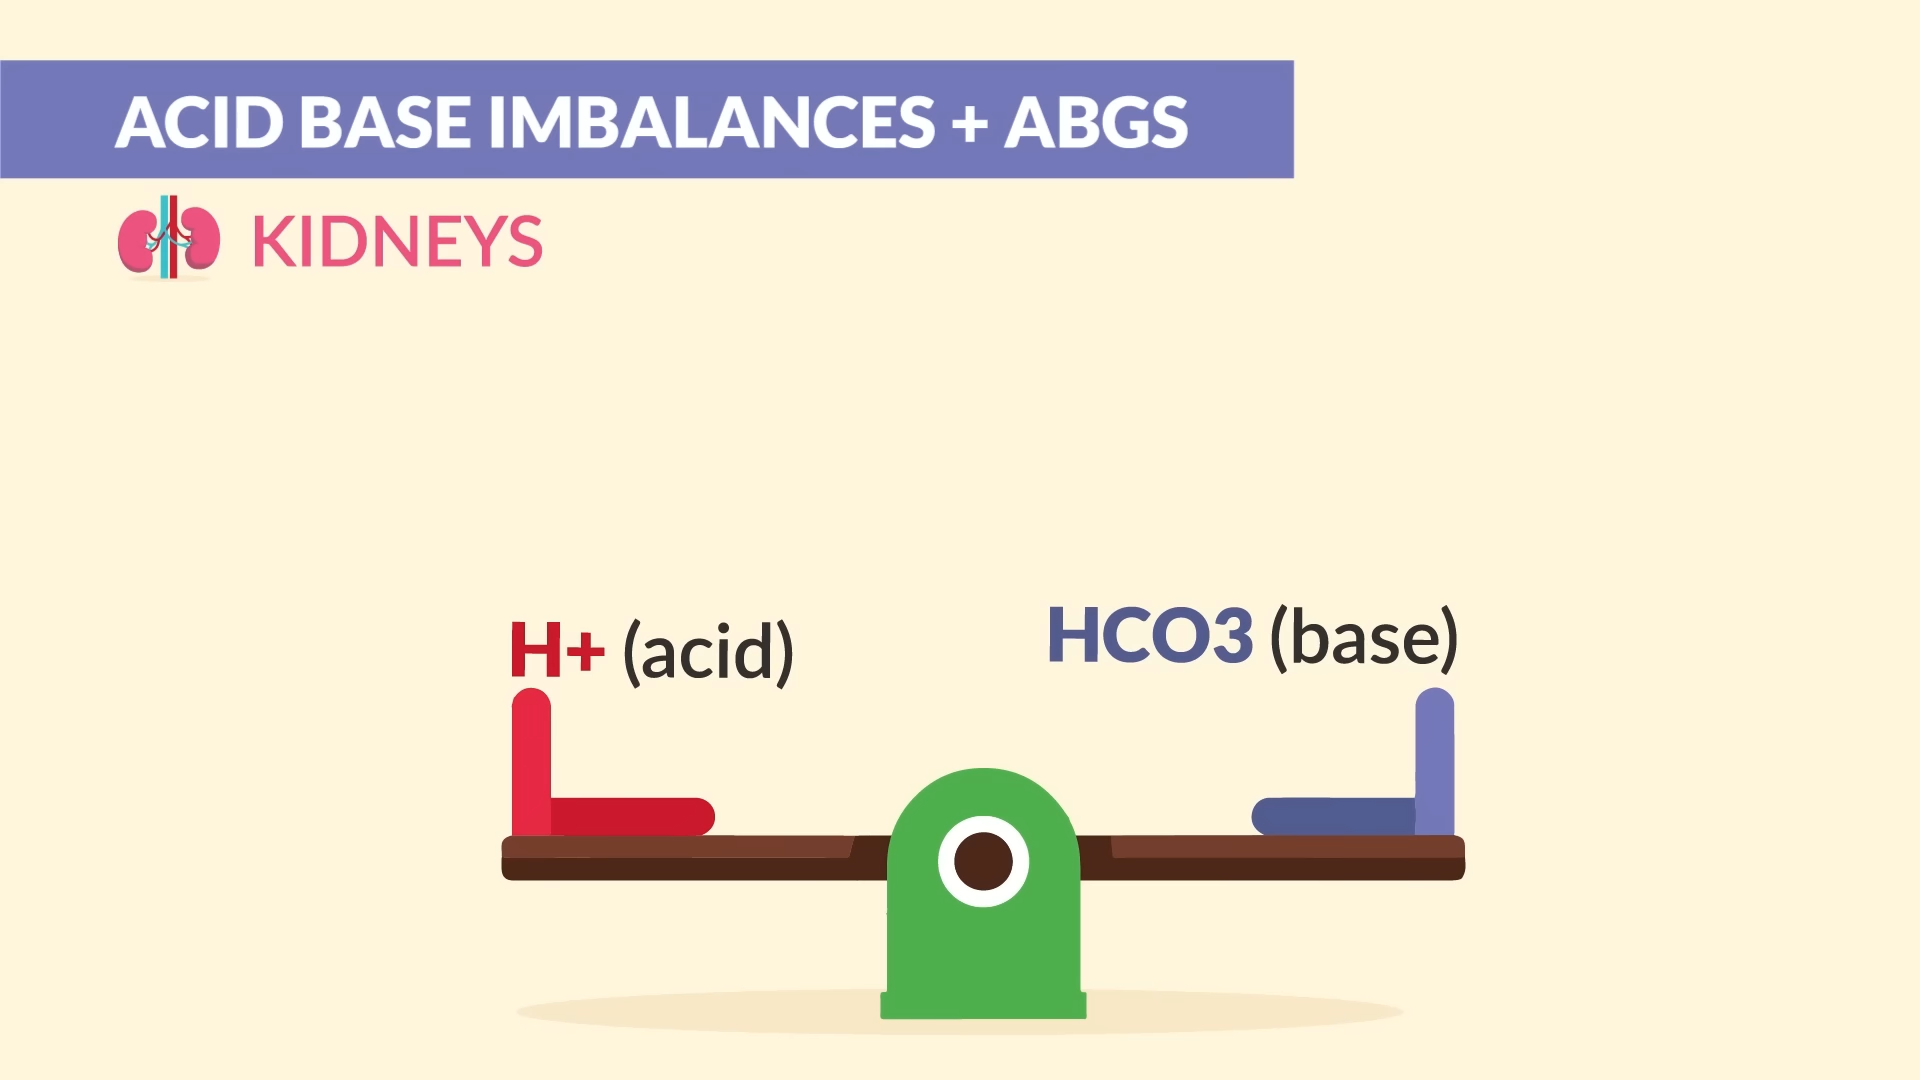 ACID BASE IMBALANCES + ABGS
KIDNEYS
H+ (acid)
HCO3 (base)